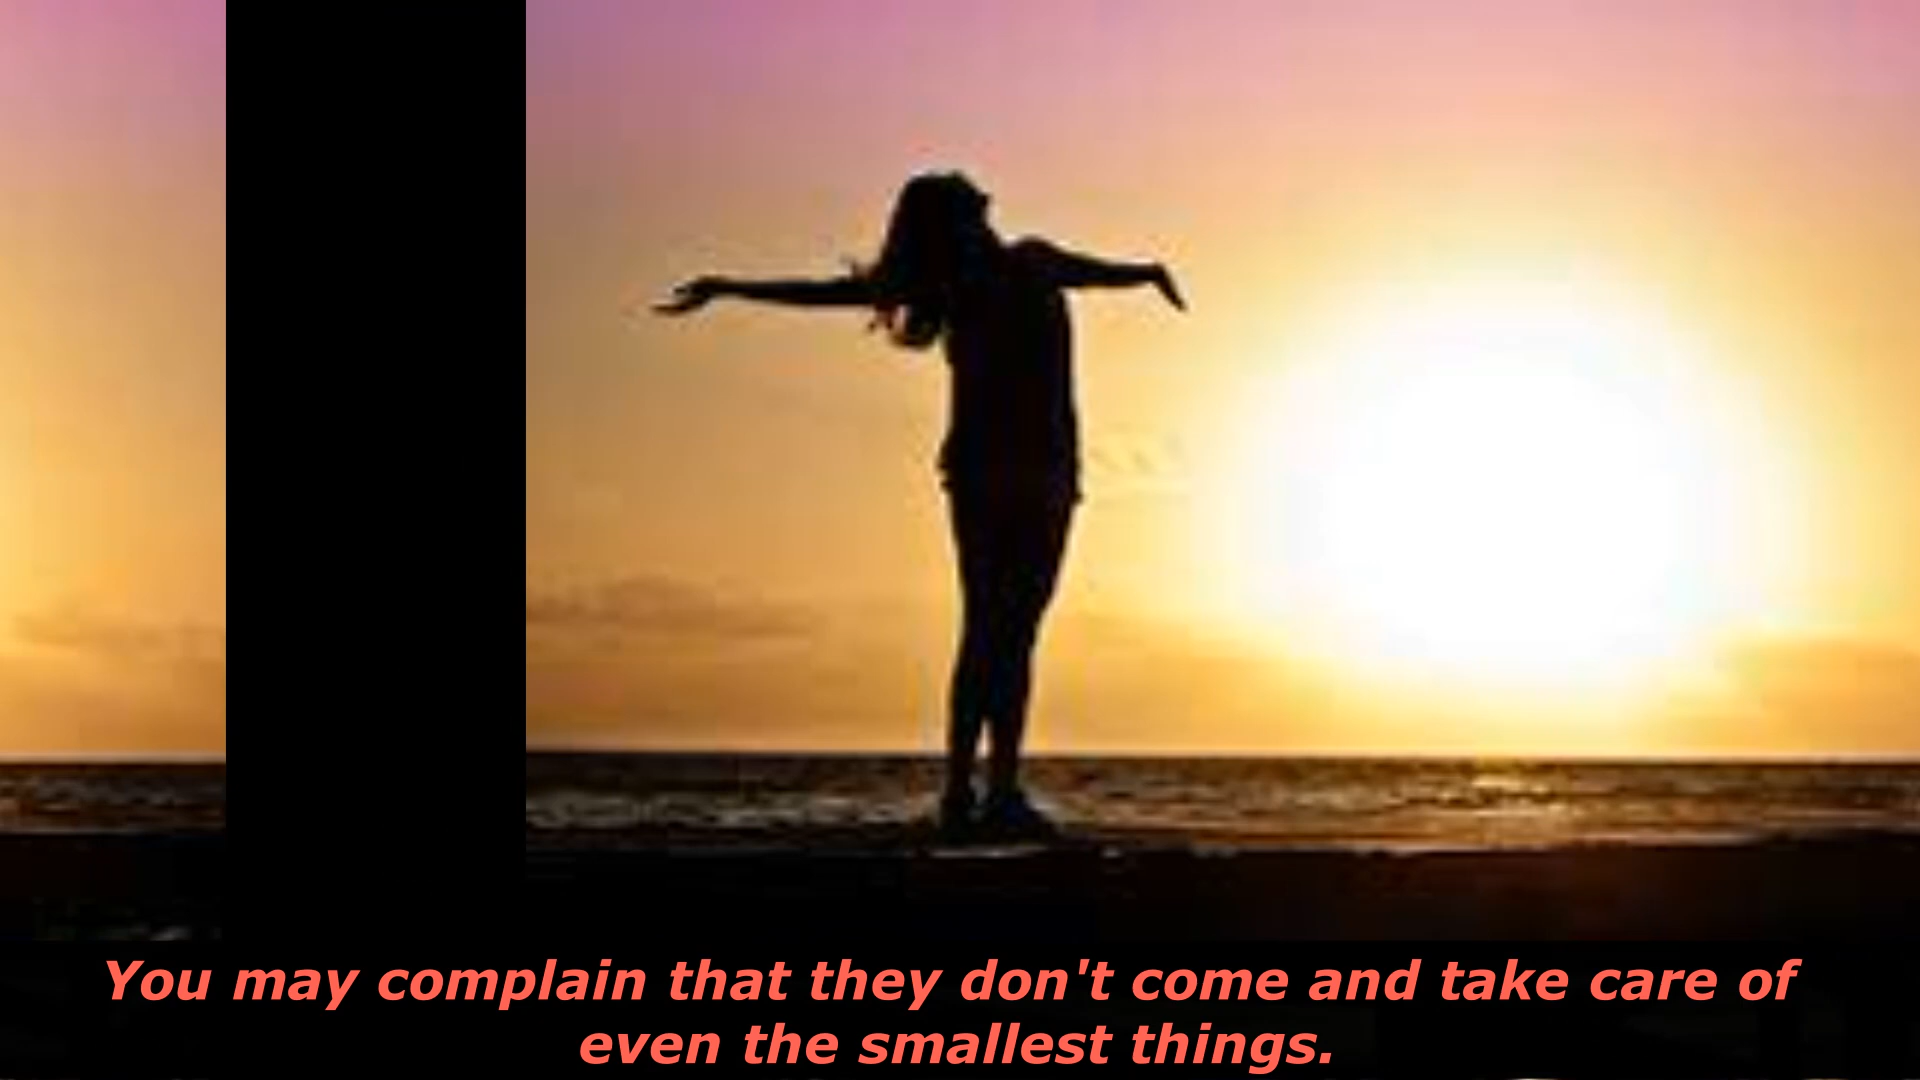 You may complain that they don't come and take care of
even the smallest things.